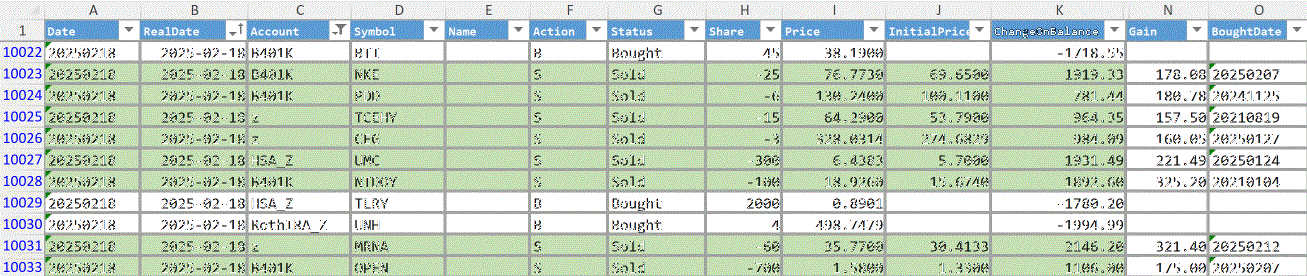 A B C D E F G H I J K N O
1 Date RealDate Account Symbol Name Action Status Share Price InitialPrice ChangeInBalance Gain BoughtDate
10022 20250218 2025-02-18 B Bought 45 38.1900 -1718.55
10023 20250218 2025-02-18 NKE S Sold -25 76.7730 69.6500 1919.33 178.08 20250207
10024 20250218 2025-02-18 PDD S Sold -6 130.2400 100.1100 781.44 180.78 20241125
10025 20250218 2025-02-18 z TCEHY S Sold -15 64.2900 53.7900 964.35 157.50 20210819
10026 20250218 2025-02-18 z S Sold -3 328.0314 274.6829 984.09 160.05 20250127
10027 20250218 2025-02-18 HSA_Z UMC S Sold -300 6.4383 5.7000 1931.49 221.49 20250124
10028 20250218 2025-02-18 NTDOY S Sold -100 18.9260 15.6740 1892.60 325.20 20210104
10029 20250218 2025-02-18 HSA_Z TLRY B Bought 2000 0.8901 -1780.20
10030 20250218 2025-02-18 RothIRA_Z UNH B Bought 4 498.7479 -1994.99
10031 20250218 2025-02-18 z MRNA S Sold -60 35.7700 30.4133 2146.20 321.40 20250212
10033 20250218 2025-02-18 OPEN S Sold -700 1.5800 1.3300 1106.00 175.00 20250207